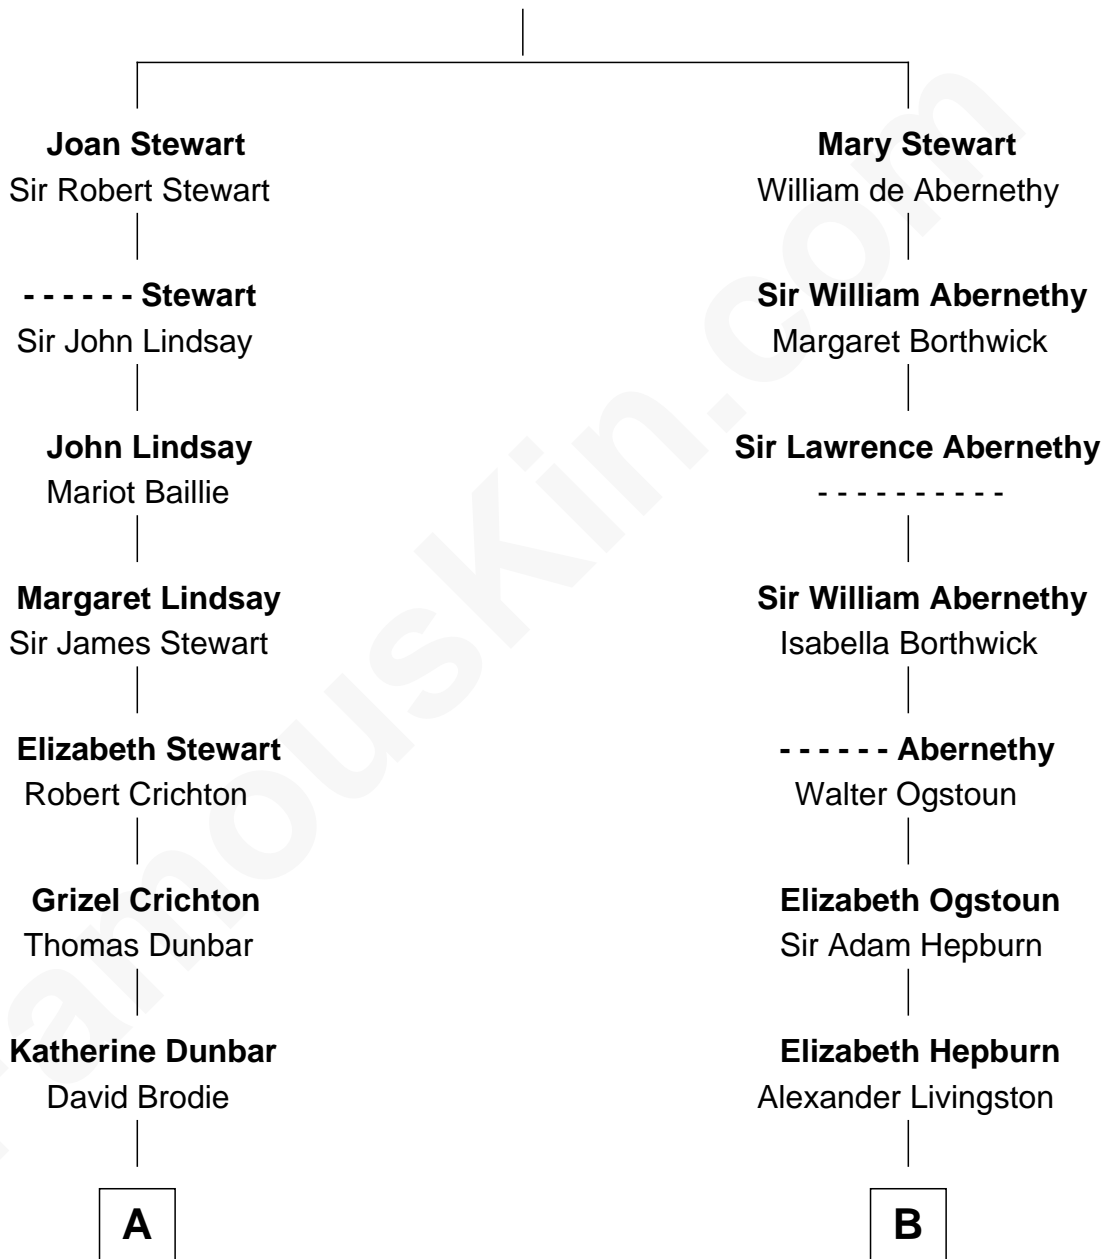 Joan Stewart
Sir Robert Stewart
- - - - - - Stewart
Sir John Lindsay
John Lindsay
Mariot Baillie
Margaret Lindsay
Sir James Stewart
Elizabeth Stewart
Robert Crichton
Grizel Crichton
Thomas Dunbar
Katherine Dunbar
David Brodie
A
Mary Stewart
William de Abernethy
Sir William Abernethy
Margaret Borthwick
Sir Lawrence Abernethy
- - - - - - - - - -
Sir William Abernethy
Isabella Borthwick
- - - - - - Abernethy
Walter Ogstoun
Elizabeth Ogstoun
Sir Adam Hepburn
Elizabeth Hepburn
Alexander Livingston
B
FamousKin.com